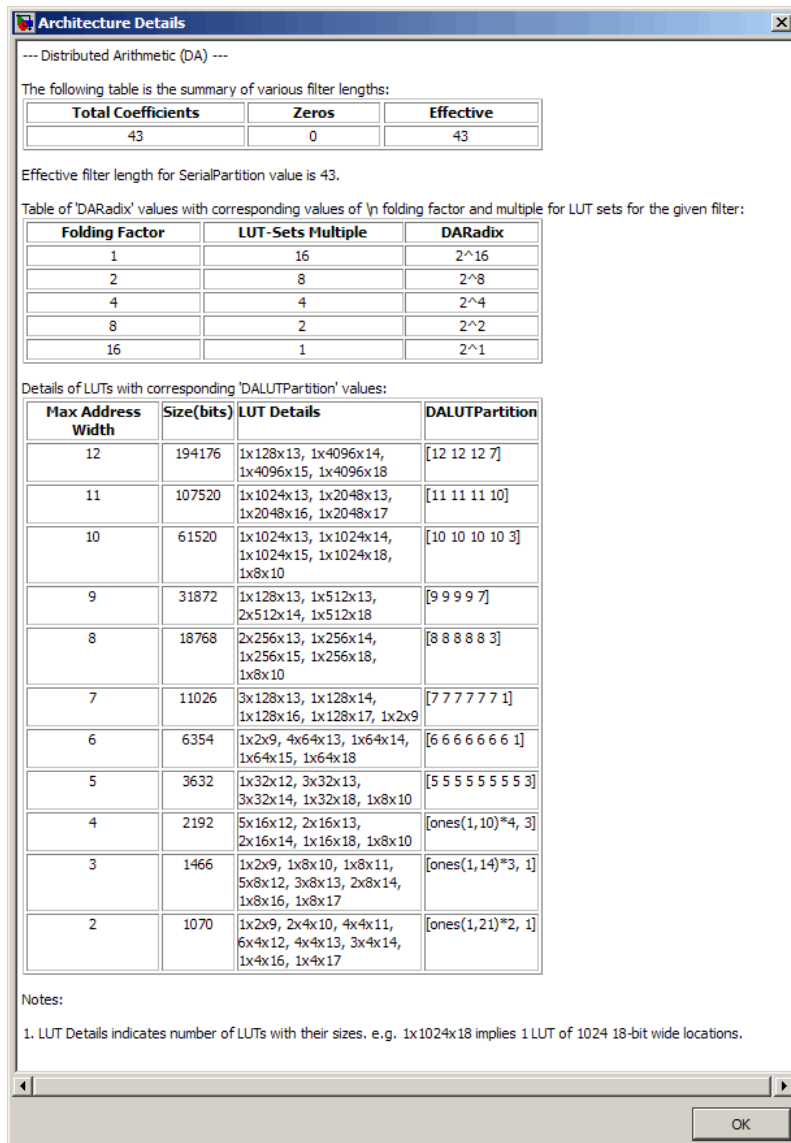 Architecture Details
--- Distributed Arithmetic (DA) ---
The following table is the summary of various filter lengths:
Total Coefficients Zeros Effective
43 0 43
Effective filter length for SerialPartition value is 43.
Table of 'DARadix' values with corresponding values of \n folding factor and multiple for LUT sets for the given filter:
Folding Factor LUT-Sets Multiple DARadix
1 16 2^16
2 8 2^8
4 4 2^4
8 2 2^2
16 1 2^1
Details of LUTs with corresponding 'DALUTPartition' values:
Max Address Size(bits) LUT Details DALUTPartition
Width
12 194176 1x128x13, 1x4096x14, [12 12 12 7]
1x4096x15, 1x4096x18
11 107520 1x1024x13, 1x2048x13, [11 11 11 10]
1x2048x16, 1x2048x17
10 61520 1x1024x13, 1x1024x14, [10 10 10 10 3]
1x1024x15, 1x1024x18,
1x8x10
9 31872 1x128x13, 1x512x13, [9 9 9 9 7]
2x512x14, 1x512x18
8 18768 2x256x13, 1x256x14, [8 8 8 8 8 3]
1x256x15, 1x256x18,
1x8x10
7 11026 3x128x13, 1x128x14, [7 7 7 7 7 7 1]
1x128x16, 1x128x17, 1x2x9
6 6354 1x2x9, 4x64x13, 1x64x14, [6 6 6 6 6 6 6 1]
1x64x15, 1x64x18
5 3632 1x32x12, 3x32x13, [5 5 5 5 5 5 5 5 3]
3x32x14, 1x32x18, 1x8x10
4 2192 5x16x12, 2x16x13, [ones(1,10)*4, 3]
2x16x14, 1x16x18, 1x8x10
3 1466 1x2x9, 1x8x10, 1x8x11, [ones(1,14)*3, 1]
5x8x12, 3x8x13, 2x8x14,
1x8x16, 1x8x17
2 1070 1x2x9, 2x4x10, 4x4x11, [ones(1,21)*2, 1]
6x4x12, 4x4x13, 3x4x14,
1x4x16, 1x4x17
Notes:
1. LUT Details indicates number of LUTs with their sizes. e.g. 1x1024x18 implies 1 LUT of 1024 18-bit wide locations.
OK